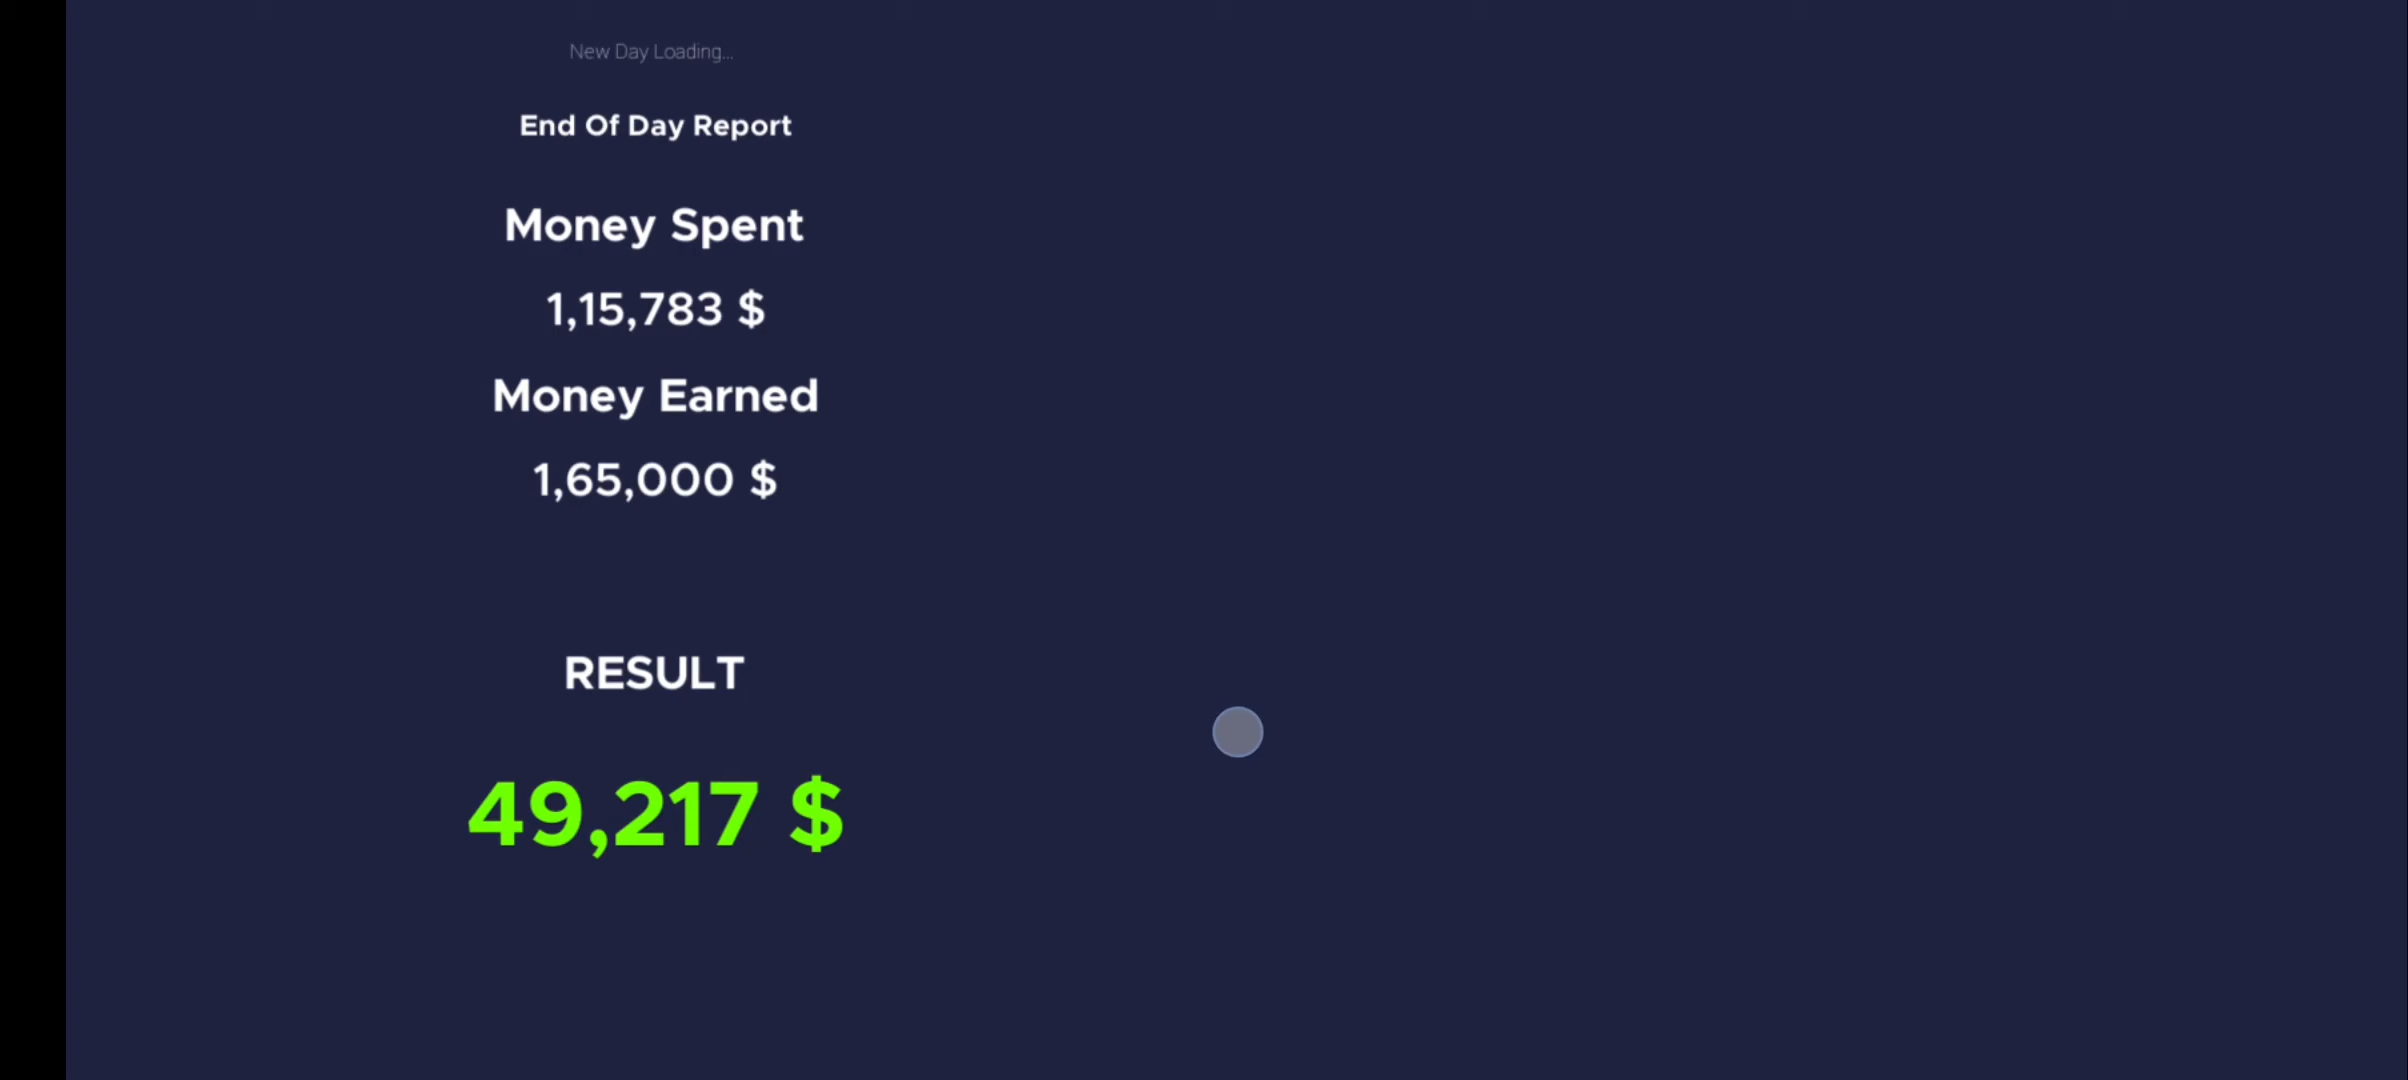 New Day Loading...
End Of Day Report
Money Spent
1,15,783 $
Money Earned
1,65,000 $
RESULT
49,217 $